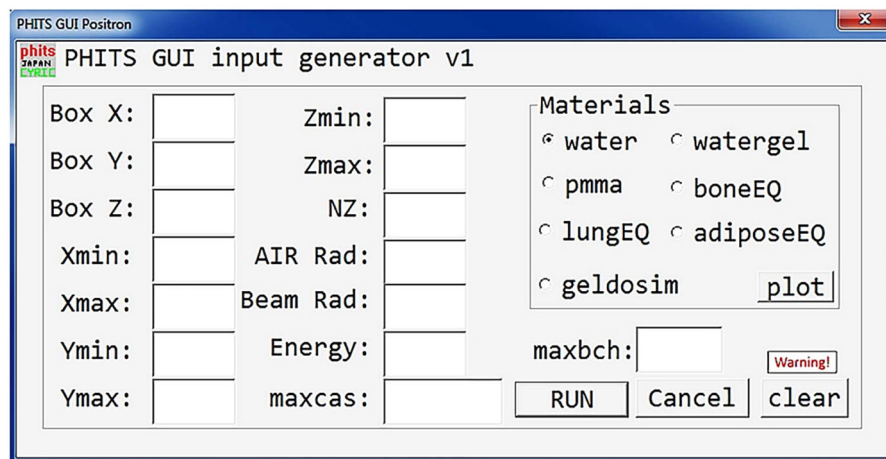 PHITS GUI Positron
x
phits
JAPAN
CYRIC
PHITS GUI input generator v1
Box X:
Box Y:
Box Z:
Xmin:
Xmax:
Ymin:
Ymax:
Zmin:
Zmax:
NZ:
AIR Rad:
Beam Rad:
Energy:
maxcas:
Materials
water watergel
pmma boneEQ
lungEQ adiposeEQ
geldosim plot
maxbch:
Warning!
RUN Cancel clear